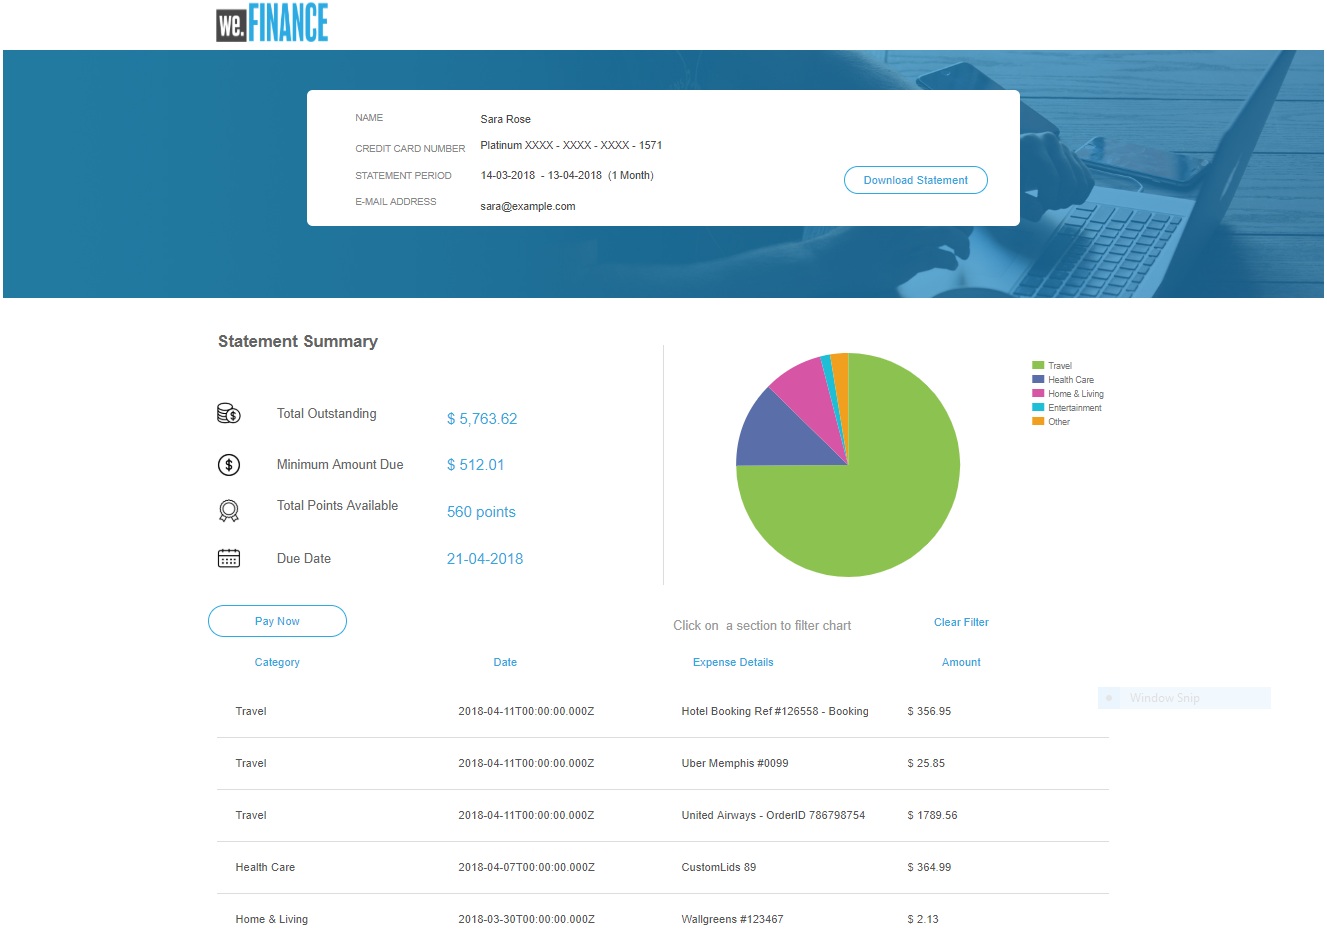 we. FINANCE
NAME Sara Rose
CREDIT CARD NUMBER Platinum XXXX - XXXX - XXXX - 1571
STATEMENT PERIOD 14-03-2018 - 13-04-2018 (1 Month)
Download Statement
E-MAIL ADDRESS sara@example.com
Statement Summary
Total Outstanding $ 5,763.62
Minimum Amount Due $ 512.01
Total Points Available 560 points
Due Date 21-04-2018
Travel
Health Care
Home & Living
Entertainment
Other
Pay Now
Click on a section to filter chart
Clear Filter
Category Date Expense Details Amount
Travel 2018-04-11T00:00:00.000Z Hotel Booking Ref #126558 - Booking $ 356.95
Window Snip
Travel 2018-04-11T00:00:00.000Z Uber Memphis #0099 $ 25.85
Travel 2018-04-11T00:00:00.000Z United Airways - OrderID 786798754 $ 1789.56
Health Care 2018-04-07T00:00:00.000Z CustomLids 89 $ 364.99
Home & Living 2018-03-30T00:00:00.000Z Wallgreens #123467 $ 2.13